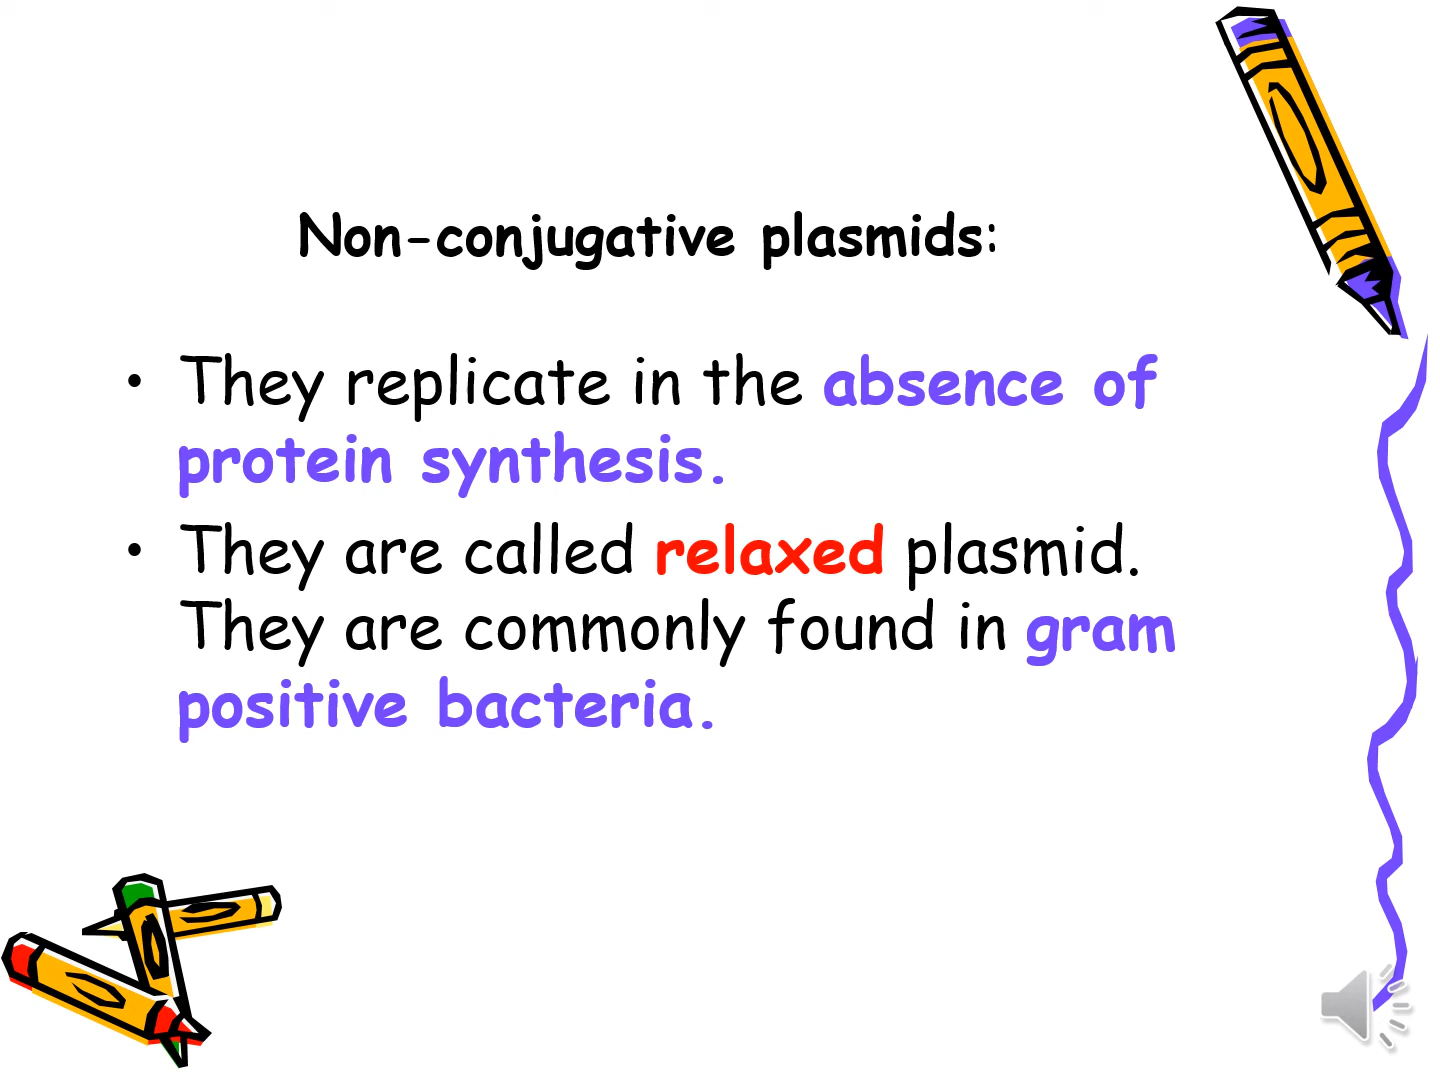 Non-conjugative plasmids:
• They replicate in the absence of
protein synthesis.
• They are called relaxed plasmid.
They are commonly found in gram
positive bacteria.